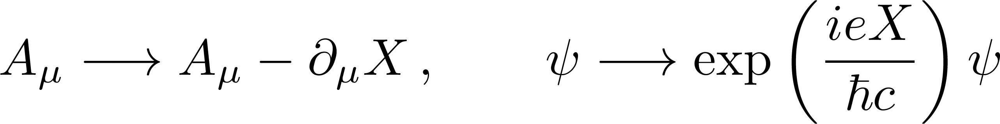 A_μ ⟶ A_μ − ∂_μ X , ψ ⟶ exp(ieX/ħc) ψ